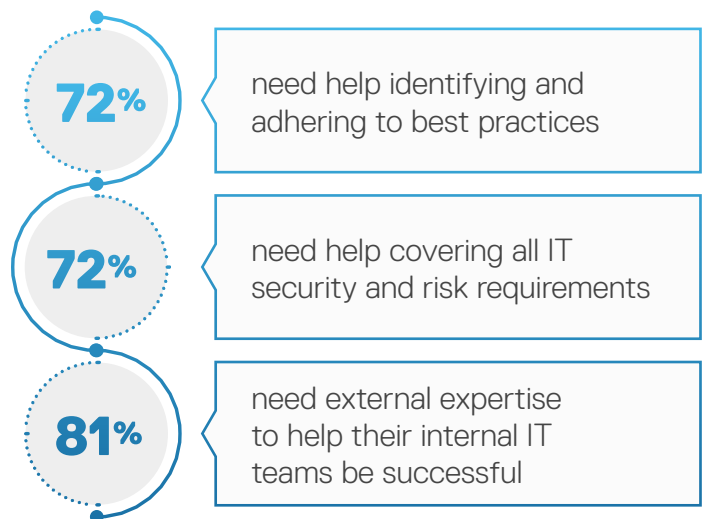 72%
need help identifying and
adhering to best practices
72%
need help covering all IT
security and risk requirements
81%
need external expertise
to help their internal IT
teams be successful